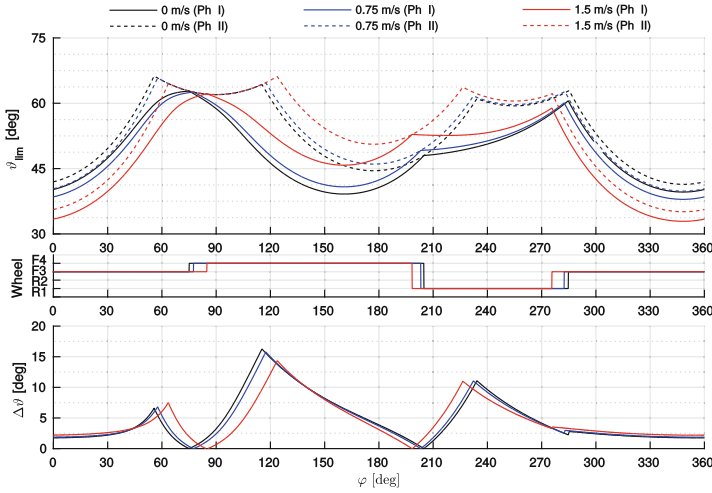 0 m/s (Ph I) 0.75 m/s (Ph I) 1.5 m/s (Ph I)
0 m/s (Ph II) 0.75 m/s (Ph II) 1.5 m/s (Ph II)
75
60
45
30
ϑlim [deg]
0 30 60 90 120 150 180 210 240 270 300 330 360
F4
F3
R2
R1
Wheel
0 30 60 90 120 150 180 210 240 270 300 330 360
20
15
10
5
0
Δϑ [deg]
0 30 60 90 120 150 180 210 240 270 300 330 360
φ [deg]